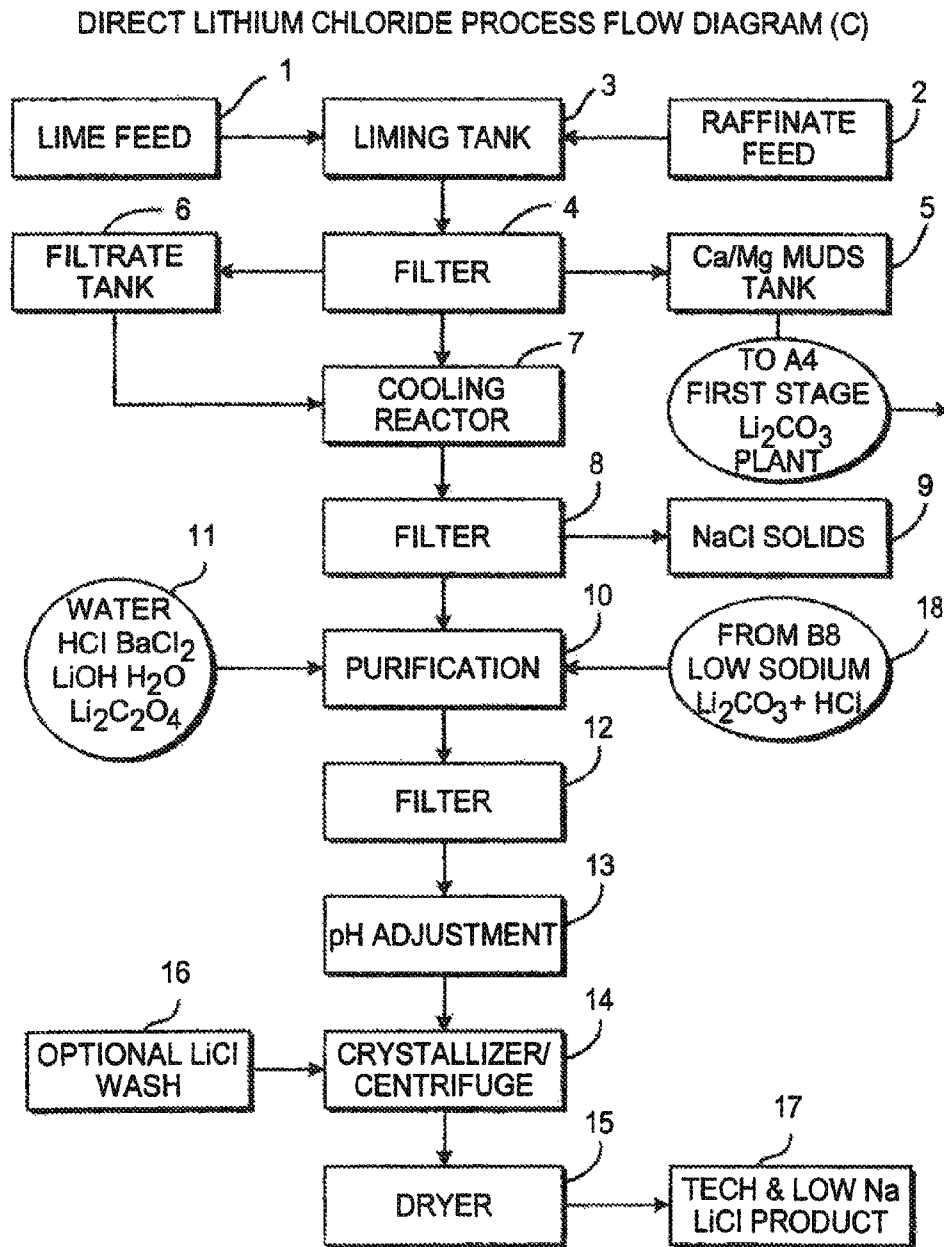 DIRECT LITHIUM CHLORIDE PROCESS FLOW DIAGRAM (C)
1
3
2
LIME FEED
LIMING TANK
RAFFINATE
FEED
6
4
5
FILTRATE
TANK
FILTER
Ca/Mg MUDS
TANK
7
COOLING
REACTOR
TO A4
FIRST STAGE
Li2CO3
PLANT
8
9
FILTER
NaCl SOLIDS
11
10
18
WATER
HCl BaCl2
LiOH H2O
Li2C2O4
PURIFICATION
FROM B8
LOW SODIUM
Li2CO3+ HCl
12
FILTER
13
pH ADJUSTMENT
16
14
OPTIONAL LiCl
WASH
CRYSTALLIZER/
CENTRIFUGE
15
17
DRYER
TECH & LOW Na
LiCl PRODUCT